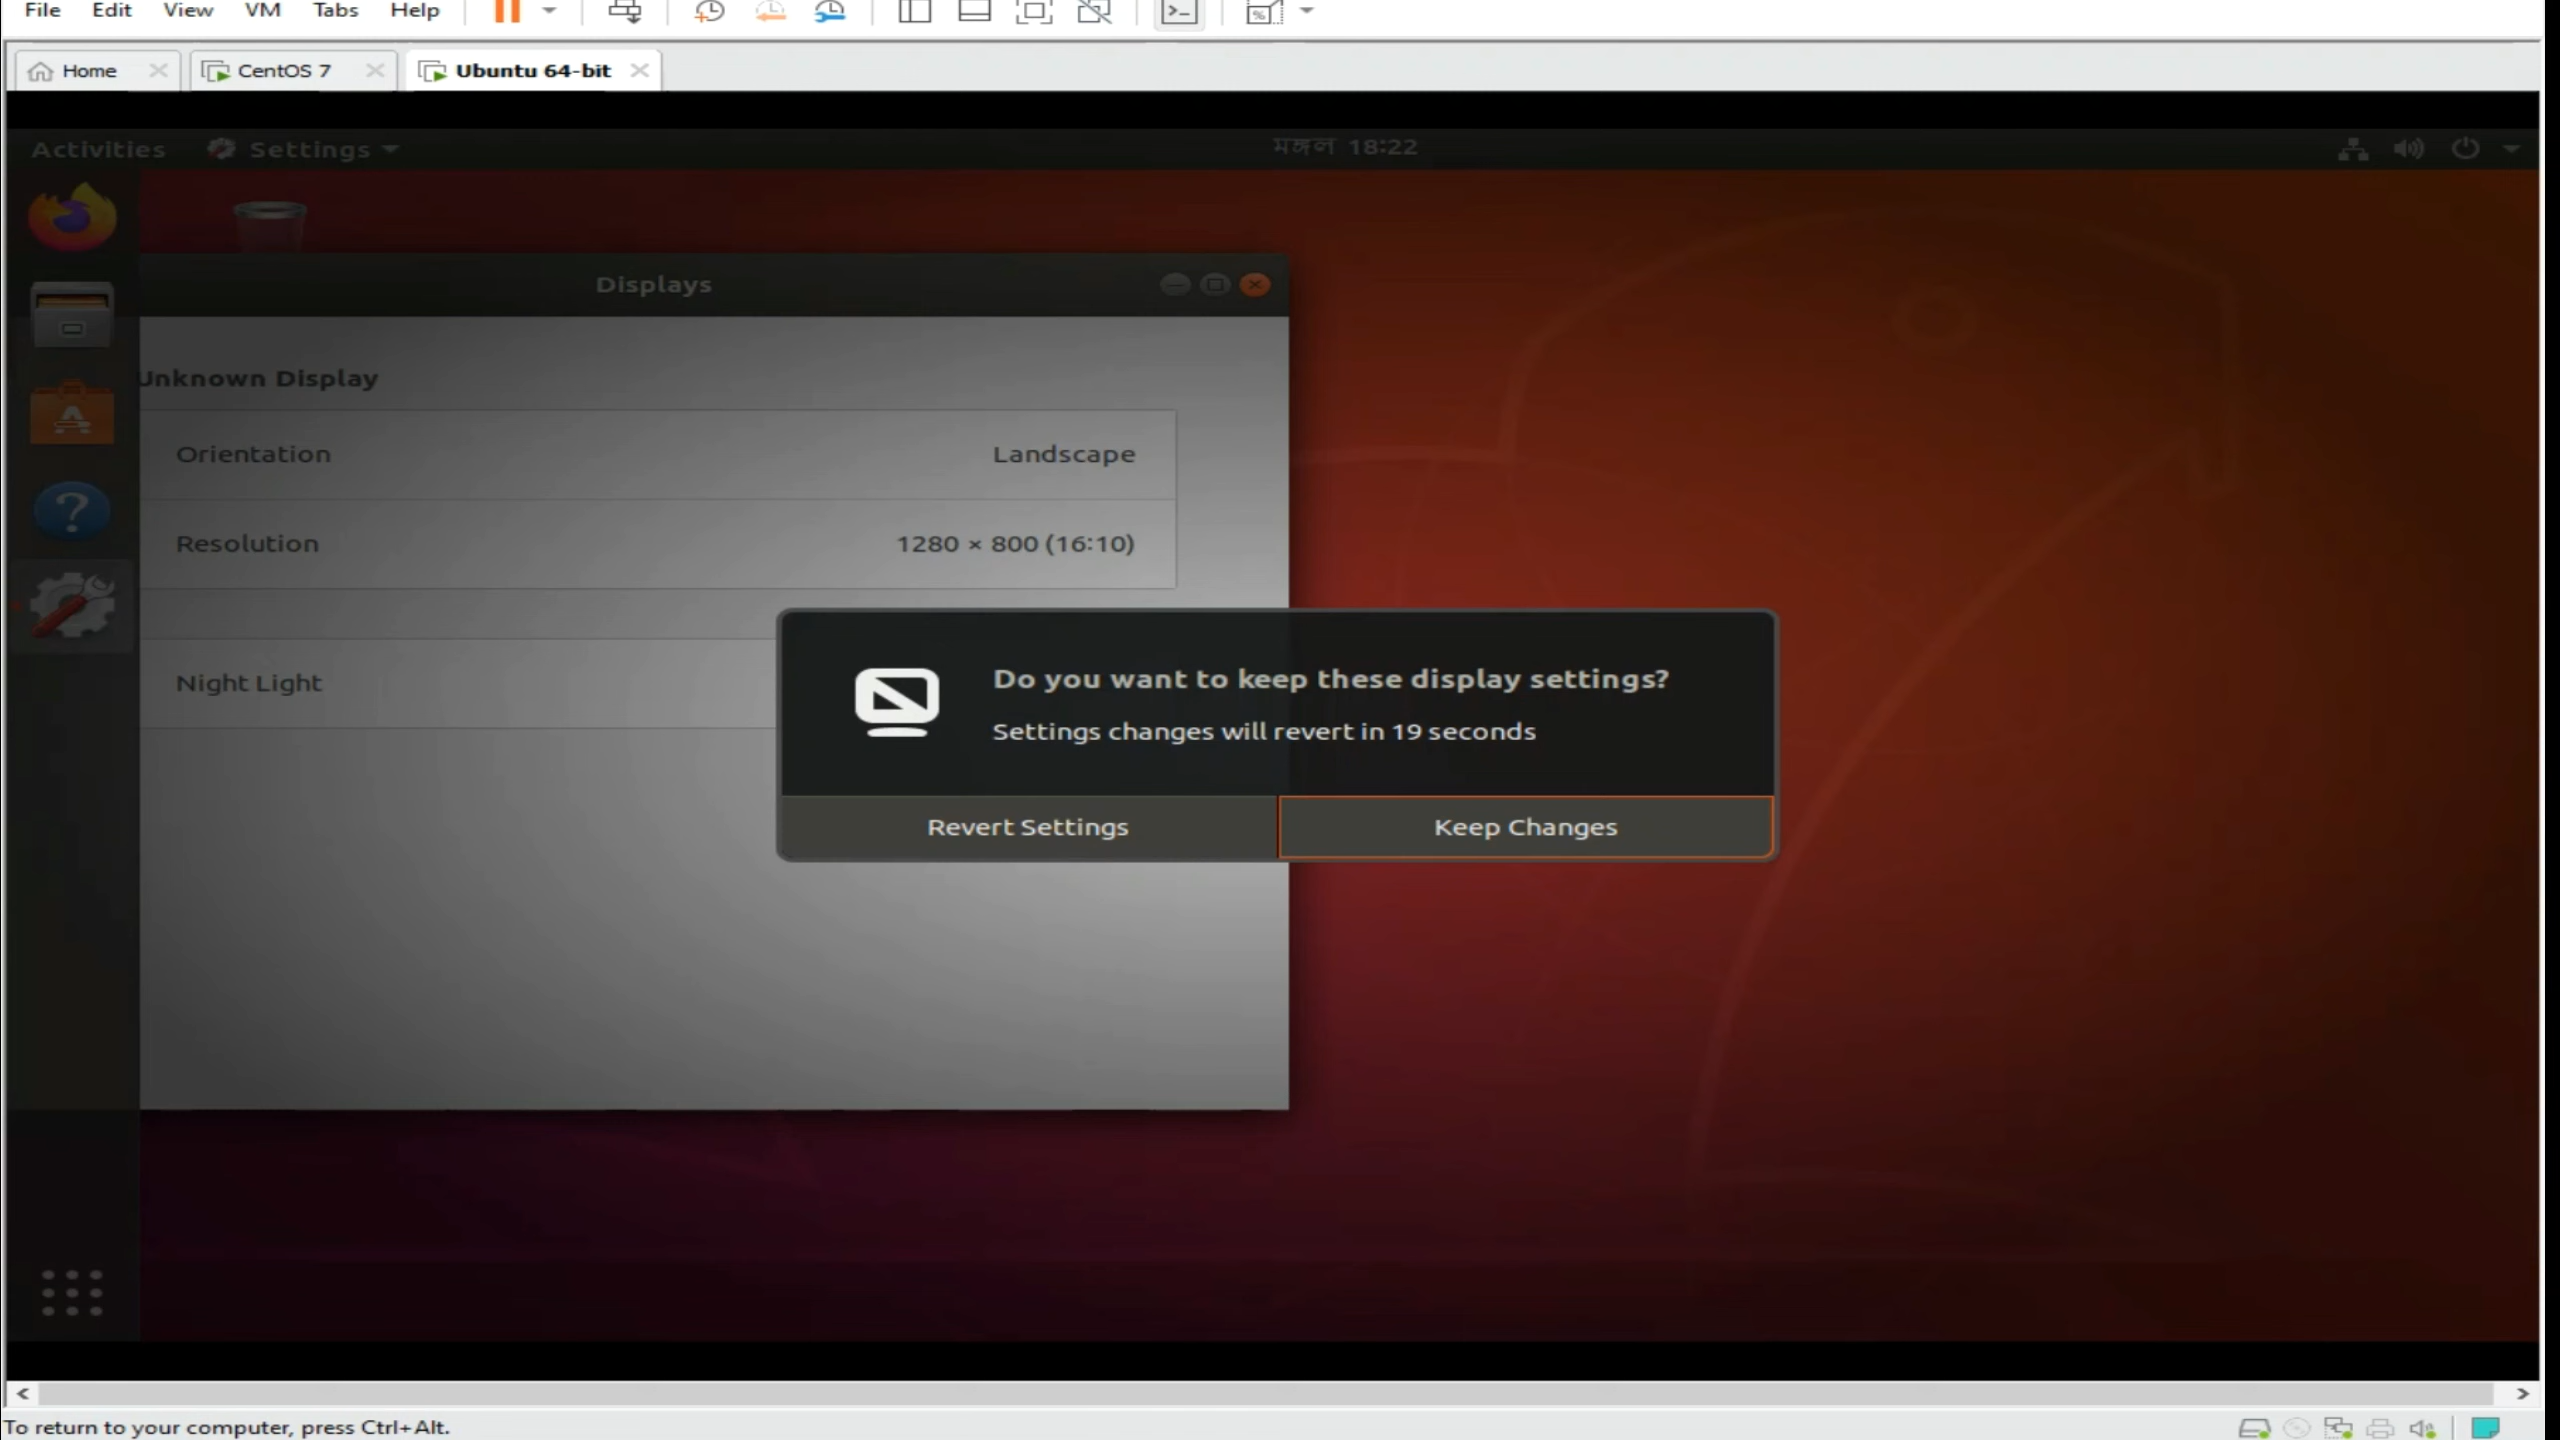 File Edit View VM Tabs Help
Home CentOS 7 Ubuntu 64-bit
Activities Settings মঙ্গল 18:22
Displays
Unknown Display
Orientation Landscape
Resolution 1280 × 800 (16:10)
Night Light
Do you want to keep these display settings?
Settings changes will revert in 19 seconds
Revert Settings Keep Changes
To return to your computer, press Ctrl+Alt.